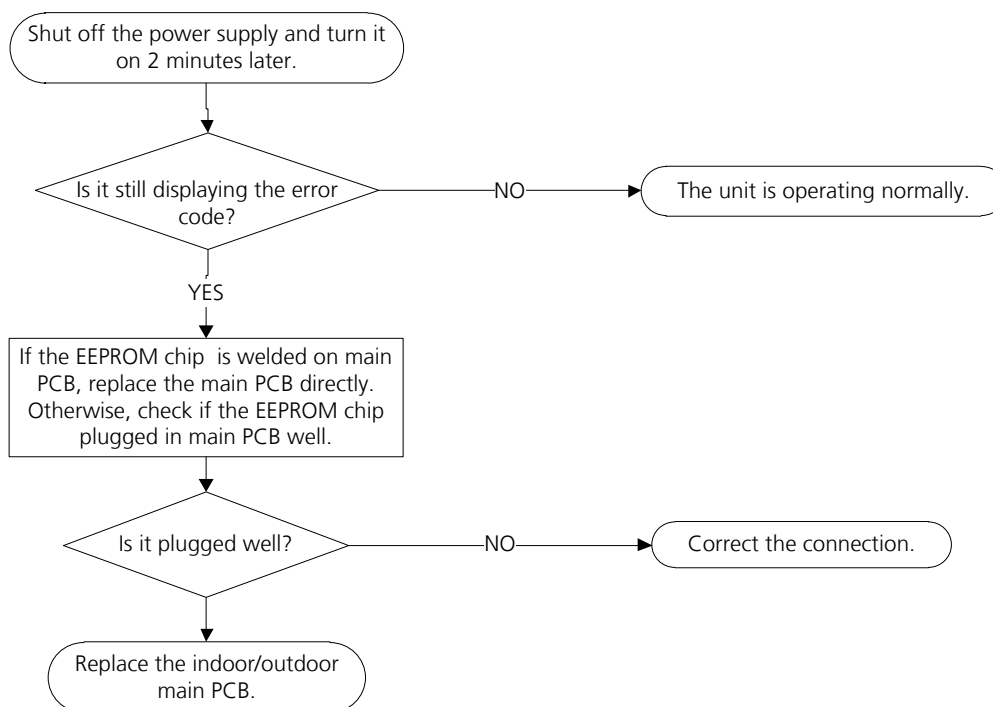 Shut off the power supply and turn it
on 2 minutes later.
Is it still displaying the error
code?
NO
The unit is operating normally.
YES
If the EEPROM chip  is welded on main
PCB, replace the main PCB directly.
Otherwise, check if the EEPROM chip
plugged in main PCB well.
Is it plugged well?
NO
Correct the connection.
Replace the indoor/outdoor
main PCB.